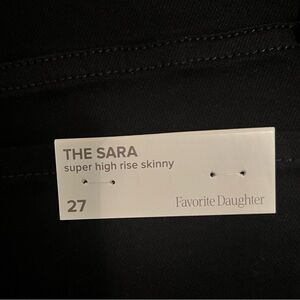 THE SARA
super high rise skinny
27
Favorite Daughter